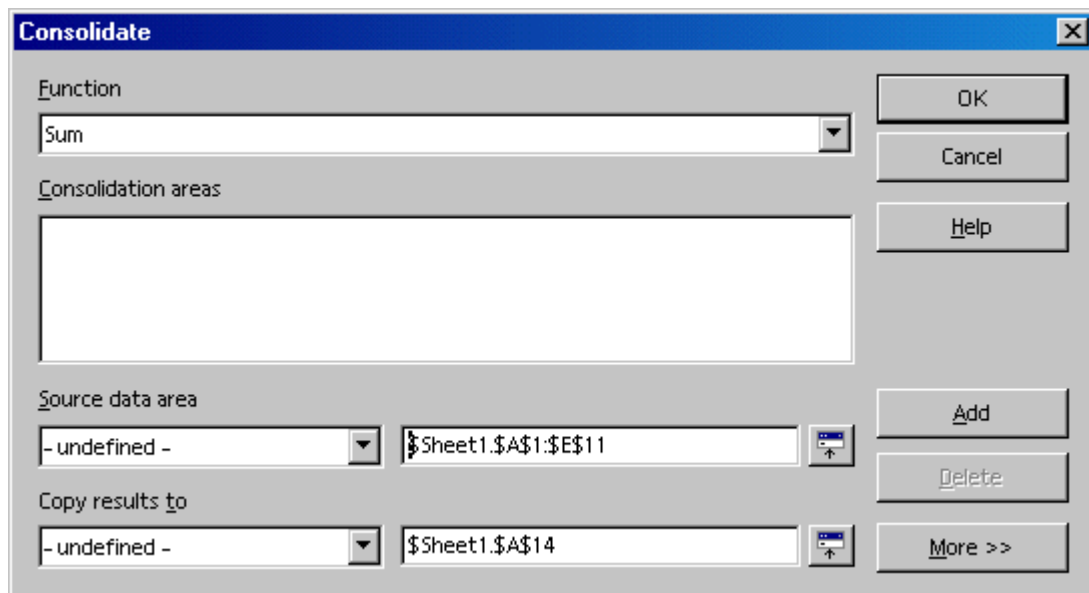 Consolidate
Function
OK
Sum
Cancel
Consolidation areas
Help
Source data area
Add
- undefined -
$Sheet1.$A$1:$E$11
Delete
Copy results to
- undefined -
$Sheet1.$A$14
More >>